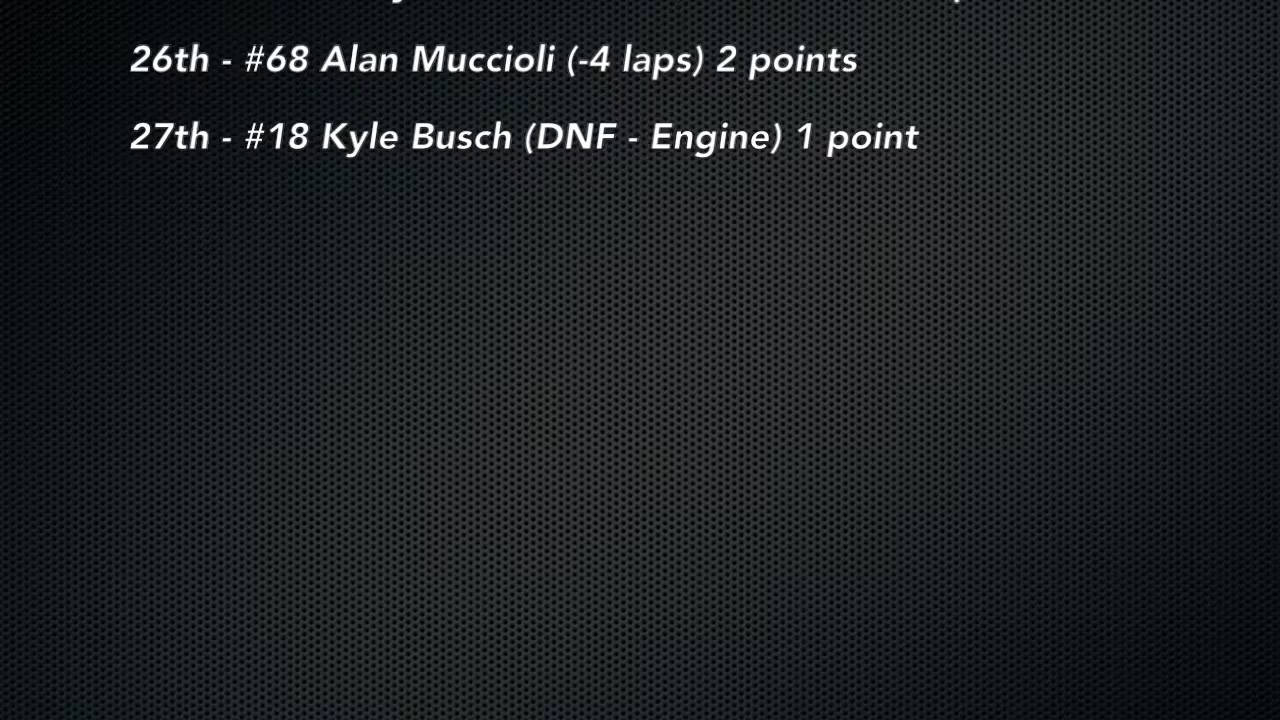 26th - #68 Alan Muccioli (-4 laps) 2 points
27th - #18 Kyle Busch (DNF - Engine) 1 point